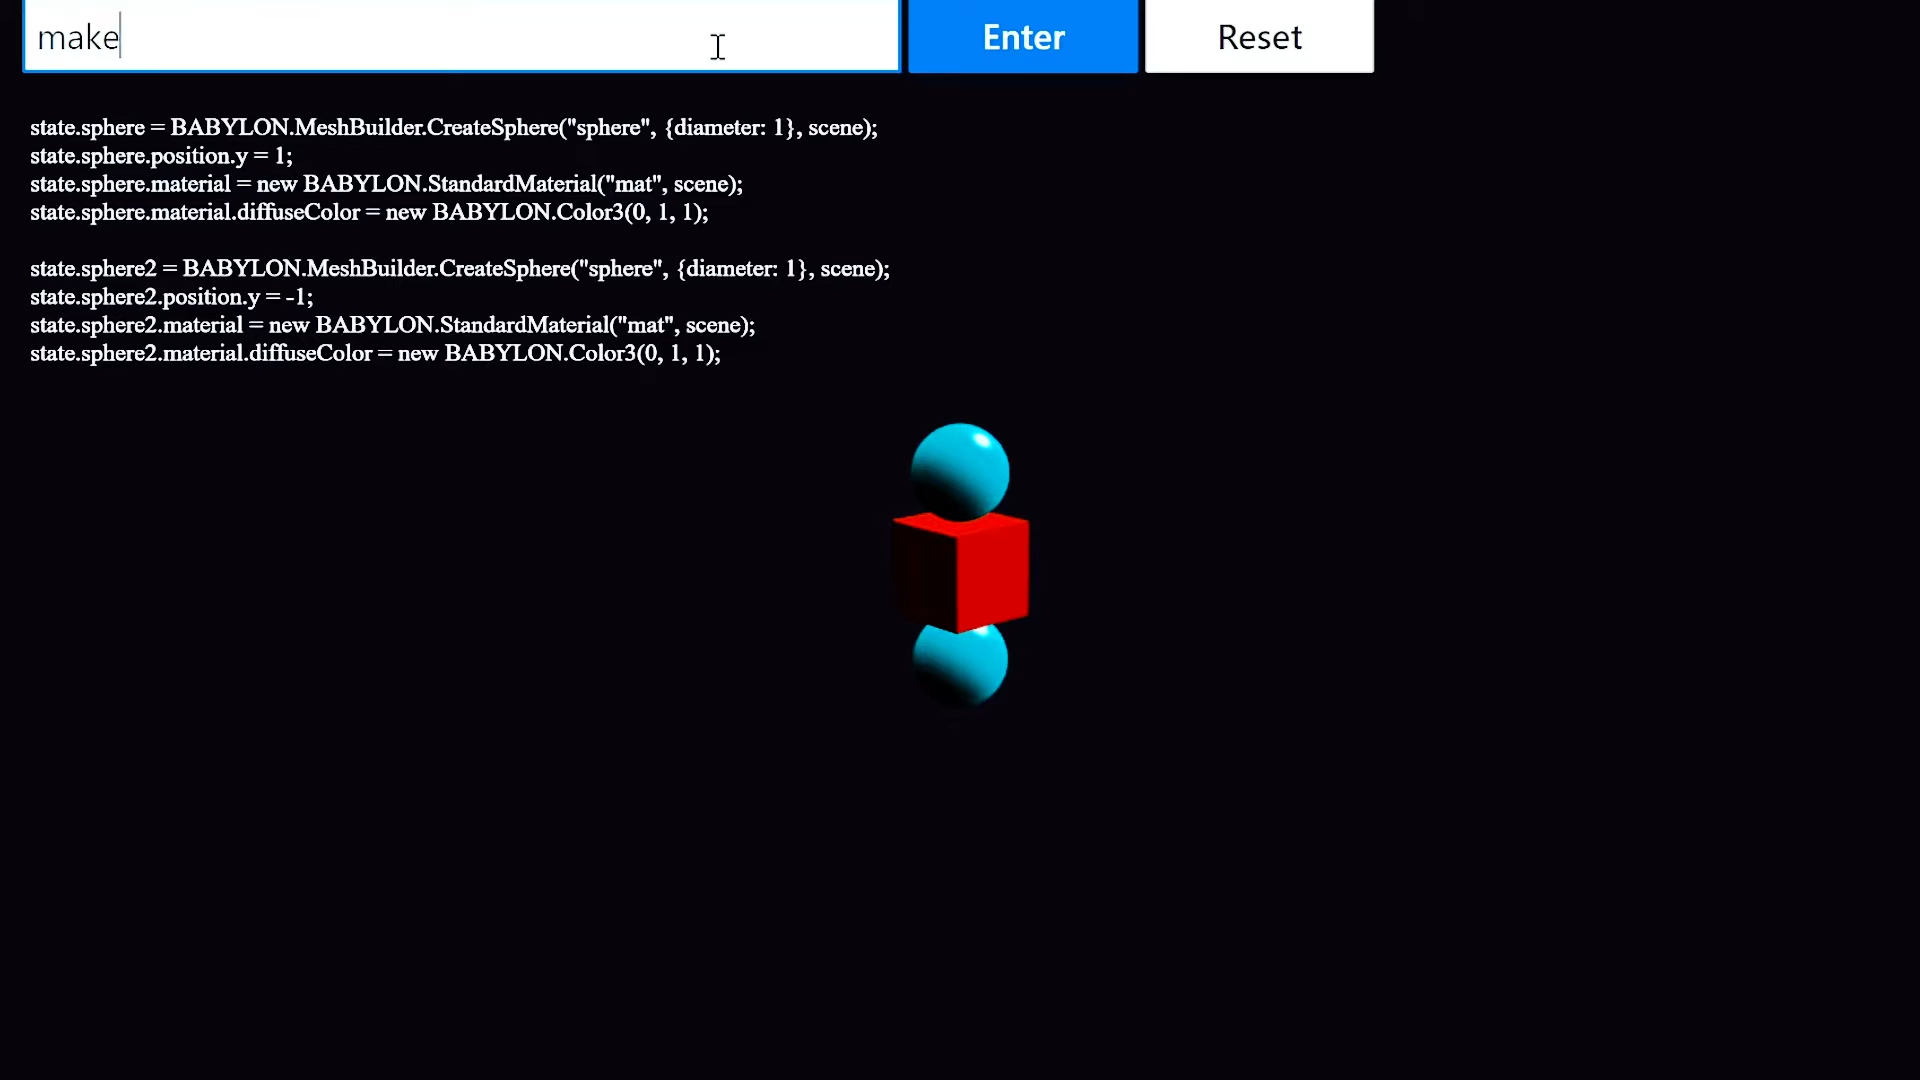 make
Enter
Reset
state.sphere = BABYLON.MeshBuilder.CreateSphere("sphere", {diameter: 1}, scene);
state.sphere.position.y = 1;
state.sphere.material = new BABYLON.StandardMaterial("mat", scene);
state.sphere.material.diffuseColor = new BABYLON.Color3(0, 1, 1);
state.sphere2 = BABYLON.MeshBuilder.CreateSphere("sphere", {diameter: 1}, scene);
state.sphere2.position.y = -1;
state.sphere2.material = new BABYLON.StandardMaterial("mat", scene);
state.sphere2.material.diffuseColor = new BABYLON.Color3(0, 1, 1);